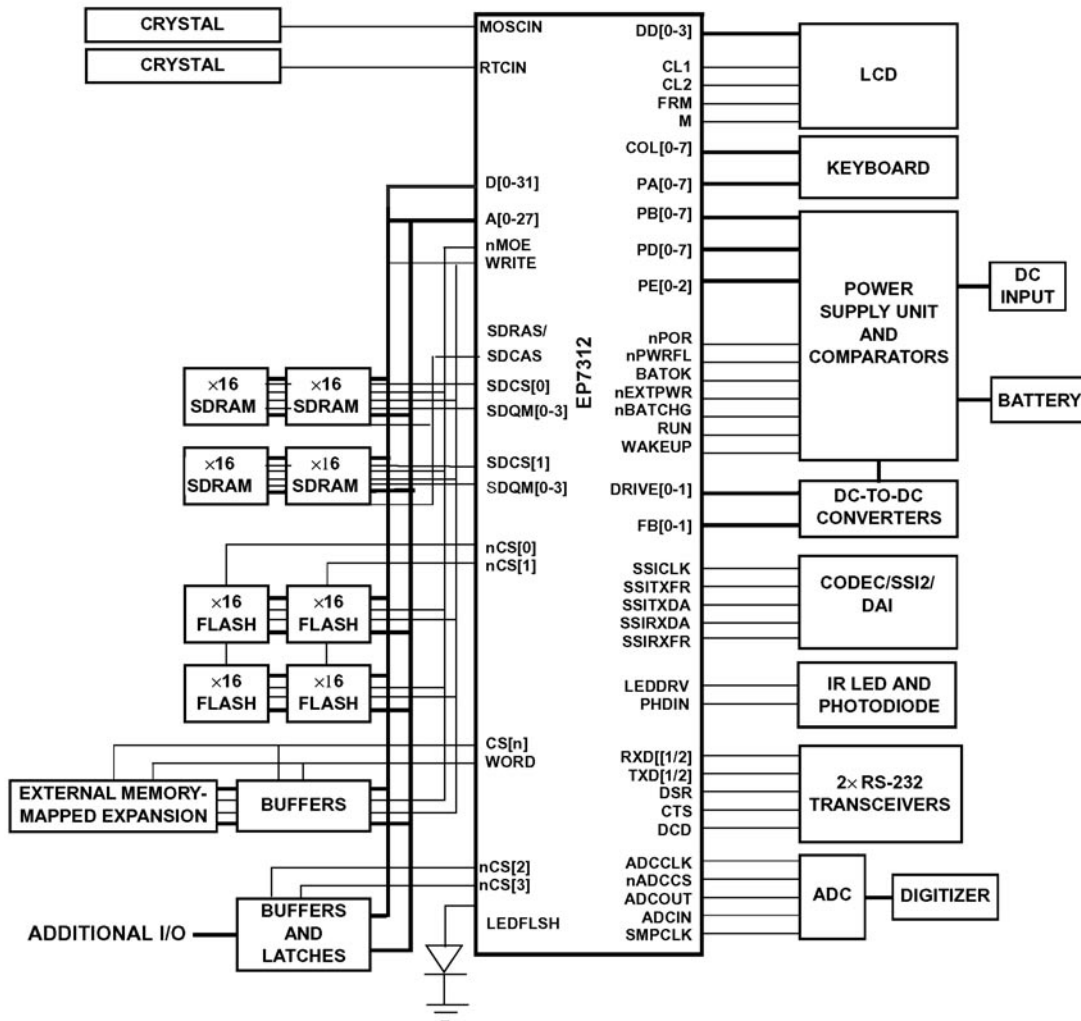 CRYSTAL
CRYSTAL
MOSCIN
RTCIN
D[0-31]
A[0-27]
nMOE
WRITE
SDRAS/
SDCAS
SDCS[0]
SDQM[0-3]
SDCS[1]
SDQM[0-3]
nCS[0]
nCS[1]
CS[n]
WORD
nCS[2]
nCS[3]
LEDFLSH
×16
SDRAM
×16
SDRAM
×16
SDRAM
×16
SDRAM
×16
FLASH
×16
FLASH
×16
FLASH
×16
FLASH
EXTERNAL MEMORY-
MAPPED EXPANSION
BUFFERS
ADDITIONAL I/O
BUFFERS
AND
LATCHES
EP7312
DD[0-3]
CL1
CL2
FRM
M
COL[0-7]
PA[0-7]
PB[0-7]
PD[0-7]
PE[0-2]
nPOR
nPWRFL
BATOK
nEXTPWR
nBATCHG
RUN
WAKEUP
DRIVE[0-1]
FB[0-1]
SSICLK
SSITXFR
SSITXDA
SSIRXDA
SSIRXFR
LEDDRV
PHDIN
RXD[[1/2]
TXD[1/2]
DSR
CTS
DCD
ADCCLK
nADCCS
ADCOUT
ADCIN
SMPCLK
LCD
KEYBOARD
POWER
SUPPLY UNIT
AND
COMPARATORS
DC
INPUT
BATTERY
DC-TO-DC
CONVERTERS
CODEC/SSI2/
DAI
IR LED AND
PHOTODIODE
2× RS-232
TRANSCEIVERS
ADC
DIGITIZER